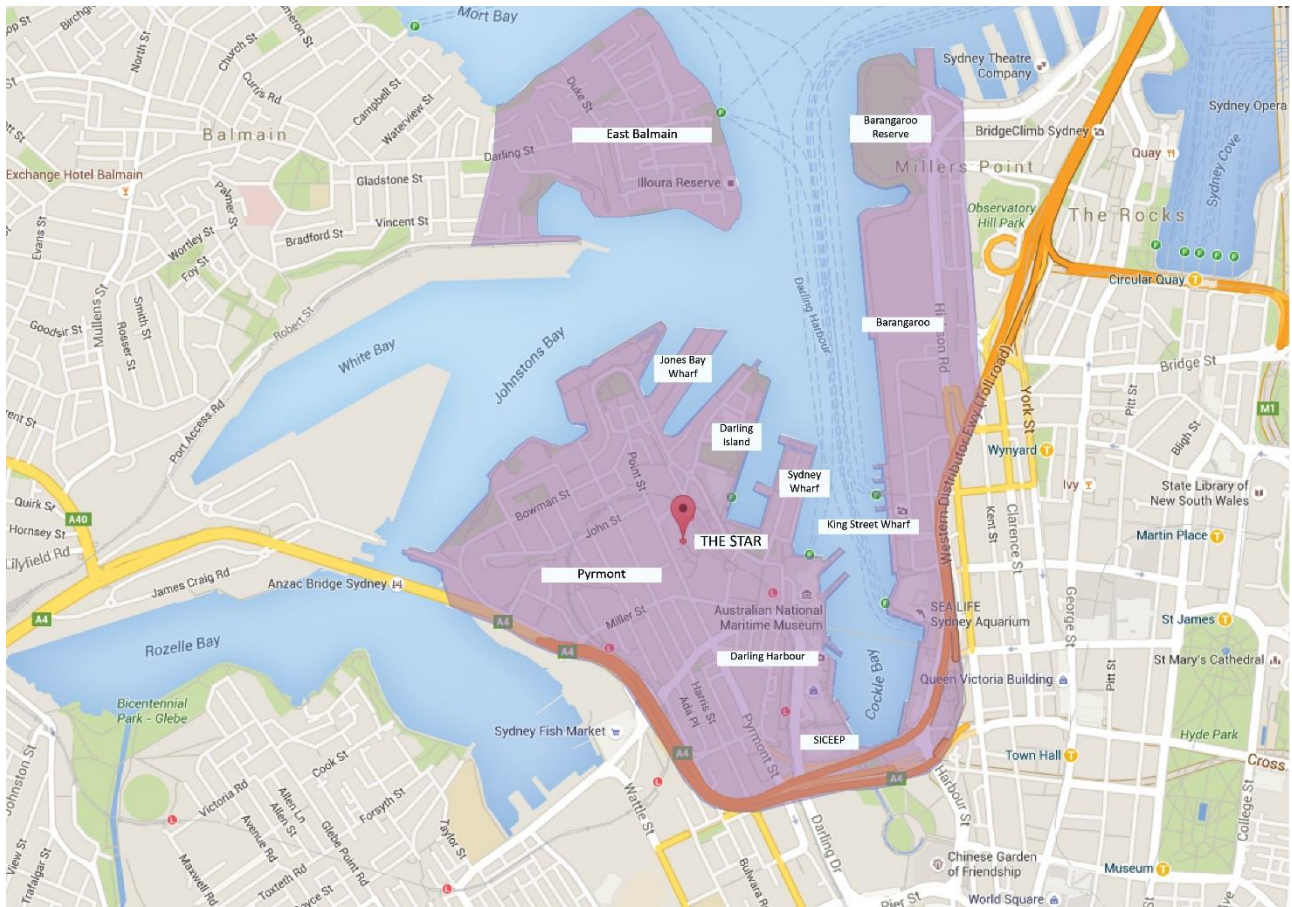 Mort Bay
Birchgr
North St
Church St
Curtis Rd
Campbell St
Waterview St
Duke St
Balmain
East Balmain
Darling St
Exchange Hotel Balmain
Gladstone St
Illoura Reserve
Palmer St
Vincent St
Evans St
Wortley St
Bradford St
Foy St
Mullens St
Smith St
Rosser St
Goodsir St
Robert St
White Bay
Johnstons Bay
Port Access Rd
Quirk St
Hornsey St
A40
Lilyfield Rd
James Craig Rd
A4
Anzac Bridge Sydney
Rozelle Bay
Bicentennial
Park - Glebe
Sydney Theatre
Company
Barangaroo
Reserve
BridgeClimb Sydney
Sydney Opera
Quay
Millers Point
Observatory
Hill Park
The Rocks
Sydney Cove
Circular Quay
Darling Harbour
Barangaroo
Hickson Rd
Bridge St
Western Distributor Fwy (Toll road)
York St
Pitt St
M1
Jones Bay
Wharf
Darling
Island
Sydney
Wharf
Point St
Bowman St
John St
THE STAR
Pyrmont
King Street Wharf
Wynyard
Bligh St
Ivy
State Library of
New South Wales
Kent St
Clarence St
Martin Place
George St
Miller St
Australian National
Maritime Museum
SEA LIFE
Sydney Aquarium
St James
A4
A4
Darling Harbour
St Mary's Cathedral
Queen Victoria Building
Pitt St
Harris St
Ada Pl
Cockle Bay
Pyrmont St
SICEEP
Sydney Fish Market
Hyde Park
Town Hall
Cross
A4
A4
Johnston St
Cook St
Victoria Rd
Allen Ln
Allen St
Forsyth St
Glebe Point Rd
Avenue Rd
Taylor St
Wattle St
Harbour St
College St
View St
Trafalgar St
Maxwell Rd
Toxteth Rd
Bulwara Rd
Darling Dr
Chinese Garden
of Friendship
Museum
Pier St
World Square